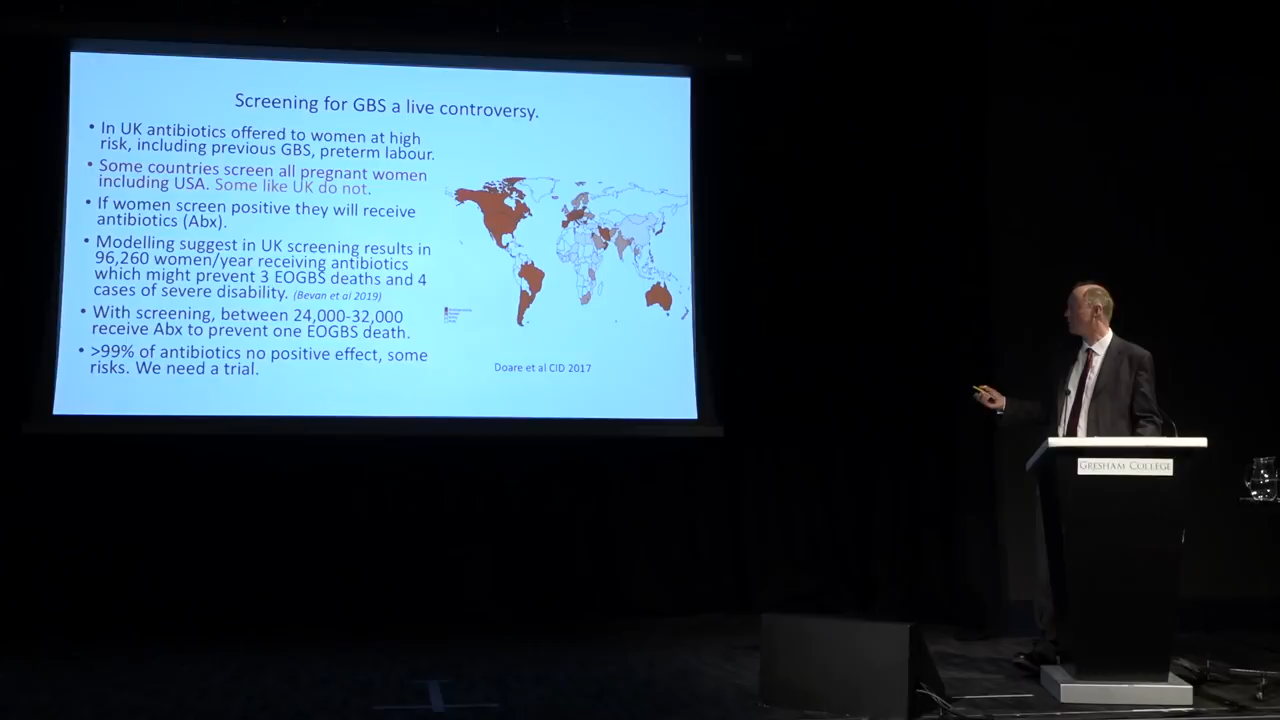 Screening for GBS a live controversy.
• In UK antibiotics offered to women at high
risk, including previous GBS, preterm labour.
• Some countries screen all pregnant women
including USA. Some like UK do not.
• If women screen positive they will receive
antibiotics (Abx).
• Modelling suggest in UK screening results in
96,260 women/year receiving antibiotics
which might prevent 3 EOGBS deaths and 4
cases of severe disability. (Bevan et al 2019)
• With screening, between 24,000-32,000
receive Abx to prevent one EOGBS death.
• >99% of antibiotics no positive effect, some
risks. We need a trial.
Doare et al CID 2017
GRESHAM COLLEGE